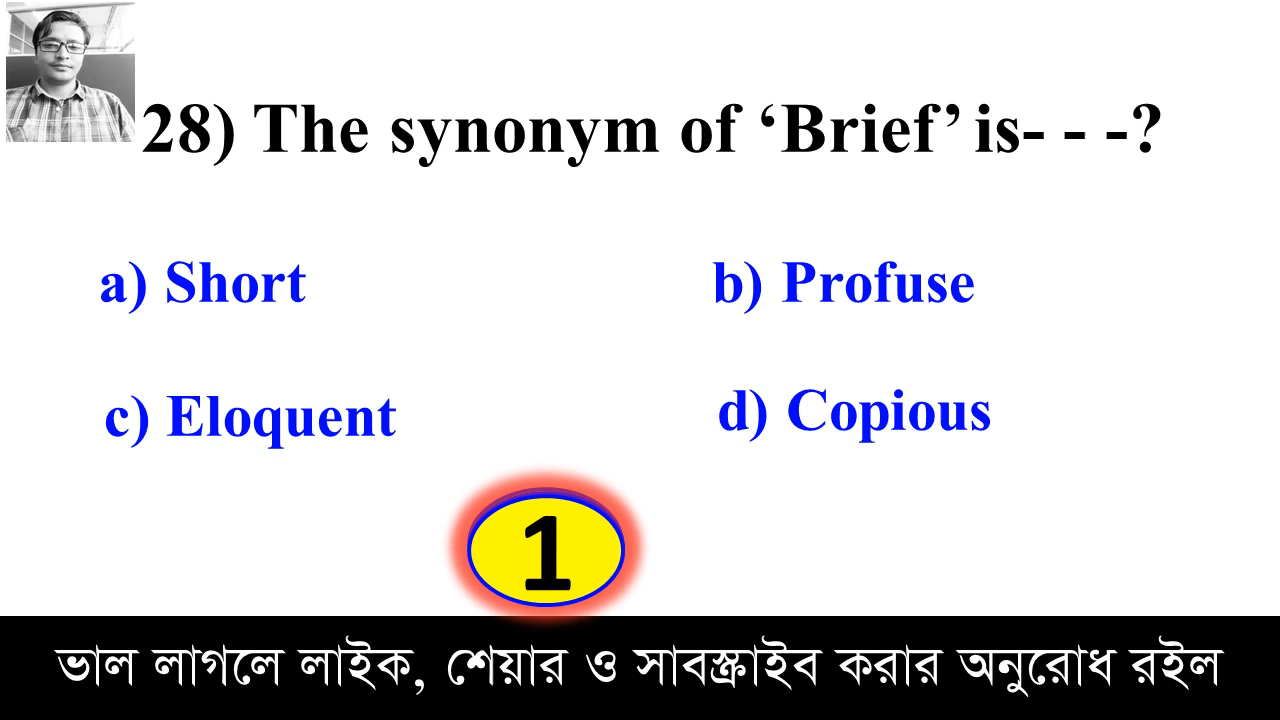 28) The synonym of ‘Brief’ is- - -?
a) Short b) Profuse
c) Eloquent d) Copious
1
ভাল লাগলে লাইক, শেয়ার ও সাবস্ক্রাইব করার অনুরোধ রইল